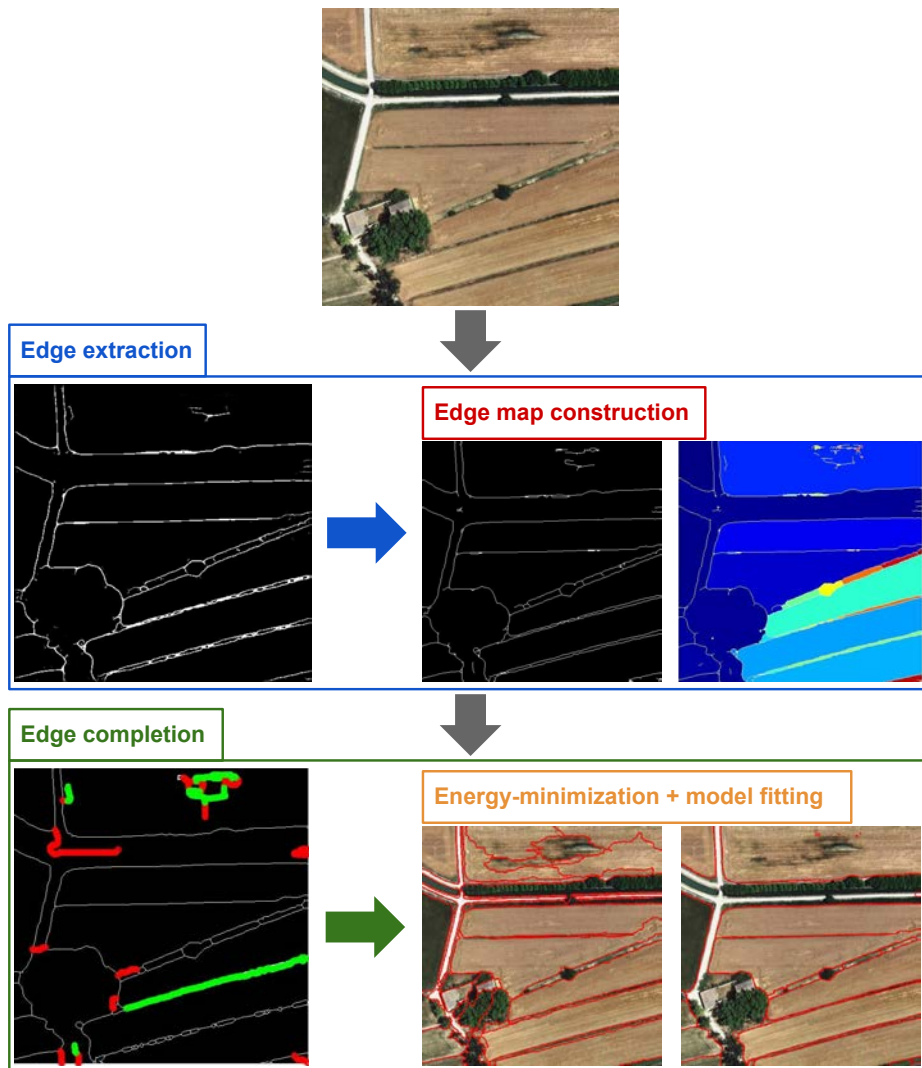 Edge extraction
Edge map construction
Edge completion
Energy-minimization + model fitting